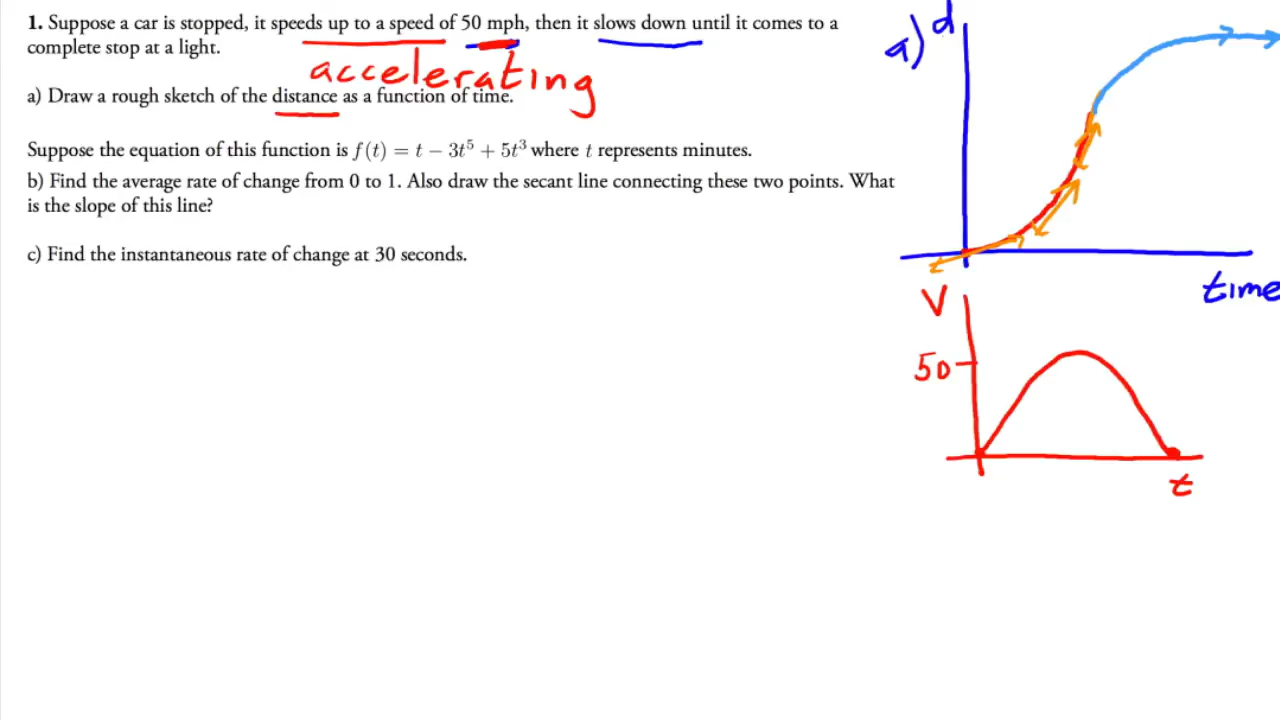 1. Suppose a car is stopped, it speeds up to a speed of 50 mph, then it slows down until it comes to a
complete stop at a light.
accelerating
a) Draw a rough sketch of the distance as a function of time.
Suppose the equation of this function is f(t) = t − 3t⁵ + 5t³ where t represents minutes.
b) Find the average rate of change from 0 to 1. Also draw the secant line connecting these two points. What
is the slope of this line?
c) Find the instantaneous rate of change at 30 seconds.
a) d
time
V
50
t